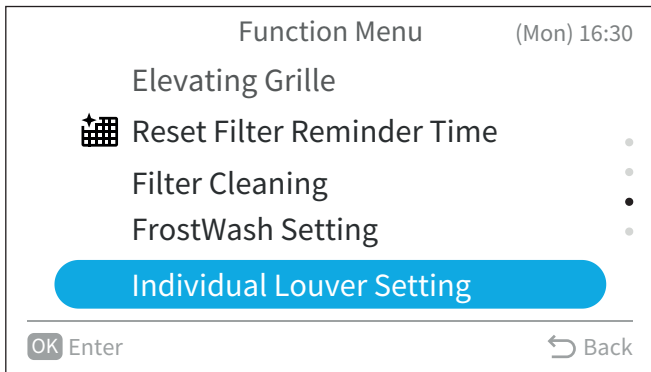 Function Menu (Mon) 16:30
Elevating Grille
Reset Filter Reminder Time
Filter Cleaning
FrostWash Setting
Individual Louver Setting
OK Enter Back